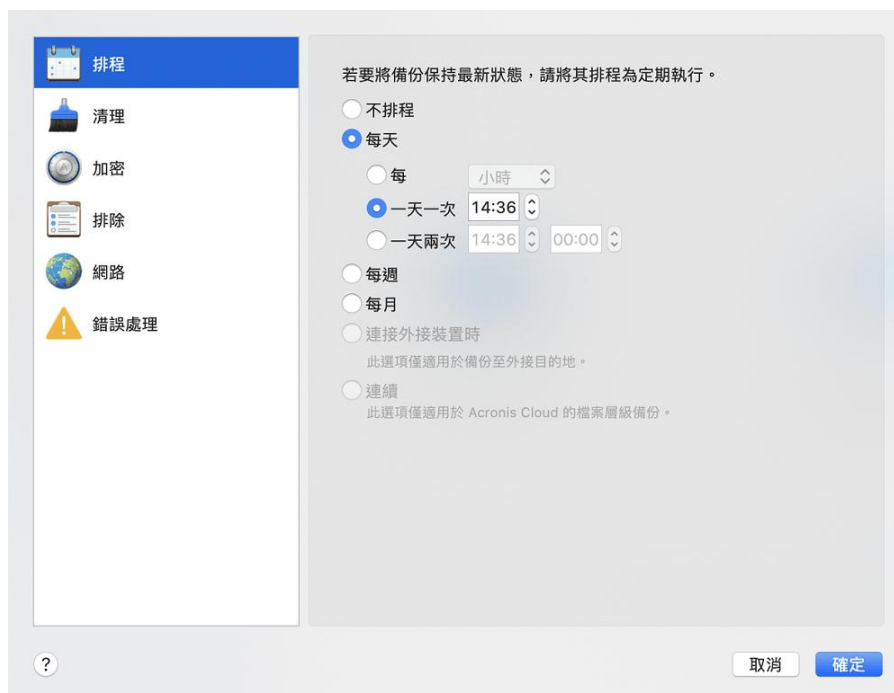 排程
清理
加密
排除
網路
錯誤處理
若要將備份保持最新狀態，請將其排程為定期執行。
不排程
每天
每 小時
一天一次 14:36
一天兩次 14:36 00:00
每週
每月
連接外接裝置時
此選項僅適用於備份至外接目的地。
連續
此選項僅適用於 Acronis Cloud 的檔案層級備份。
? 取消 確定